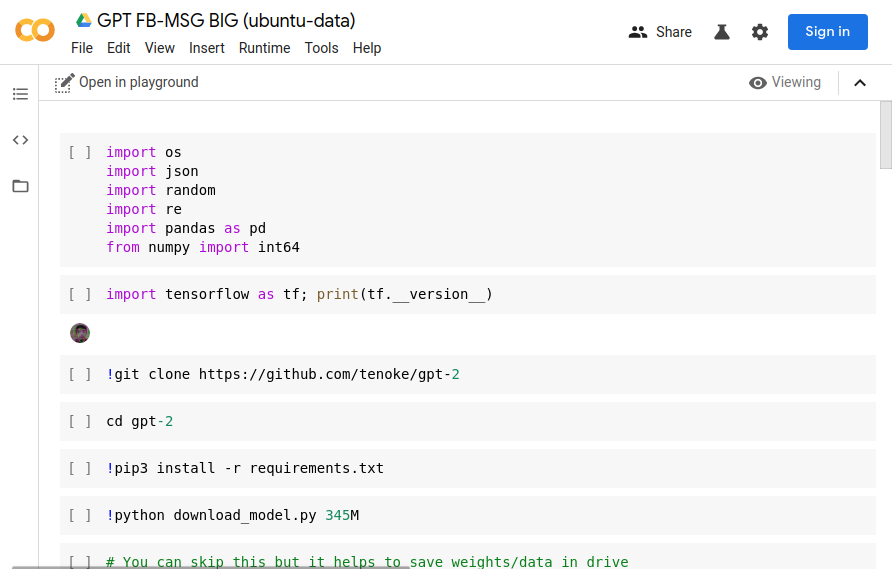 GPT FB-MSG BIG (ubuntu-data)
File Edit View Insert Runtime Tools Help
Share
Sign in
Open in playground
Viewing
[ ] import os
import json
import random
import re
import pandas as pd
from numpy import int64
[ ] import tensorflow as tf; print(tf.__version__)
[ ] !git clone https://github.com/tenoke/gpt-2
[ ] cd gpt-2
[ ] !pip3 install -r requirements.txt
[ ] !python download_model.py 345M
[ ] # You can skip this but it helps to save weights/data in drive